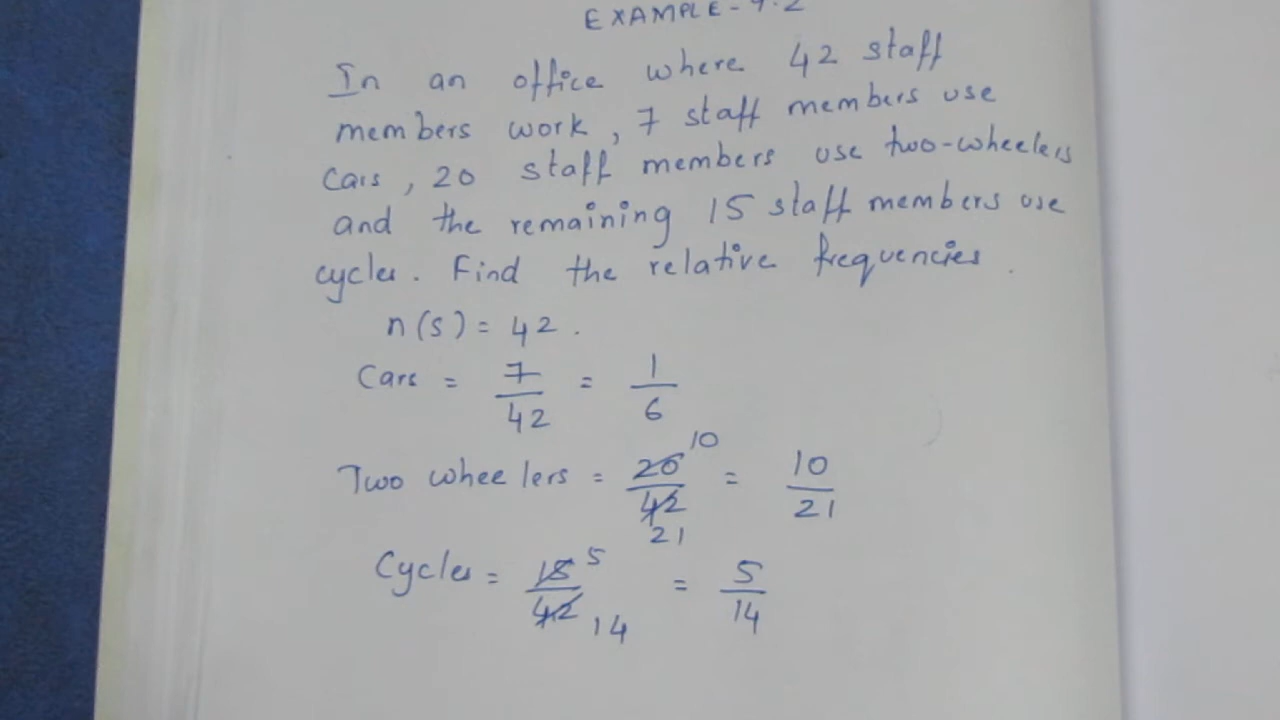 EXAMPLE - 9.2
In an office where 42 staff
members work, 7 staff members use
cars, 20 staff members use two-wheelers
and the remaining 15 staff members use
cycles. Find the relative frequencies.
n(s) = 42.
Cars = 7/42 = 1/6
Two wheelers = 20/42 10 21 = 10/21
Cycles = 15/42 5 14 = 5/14